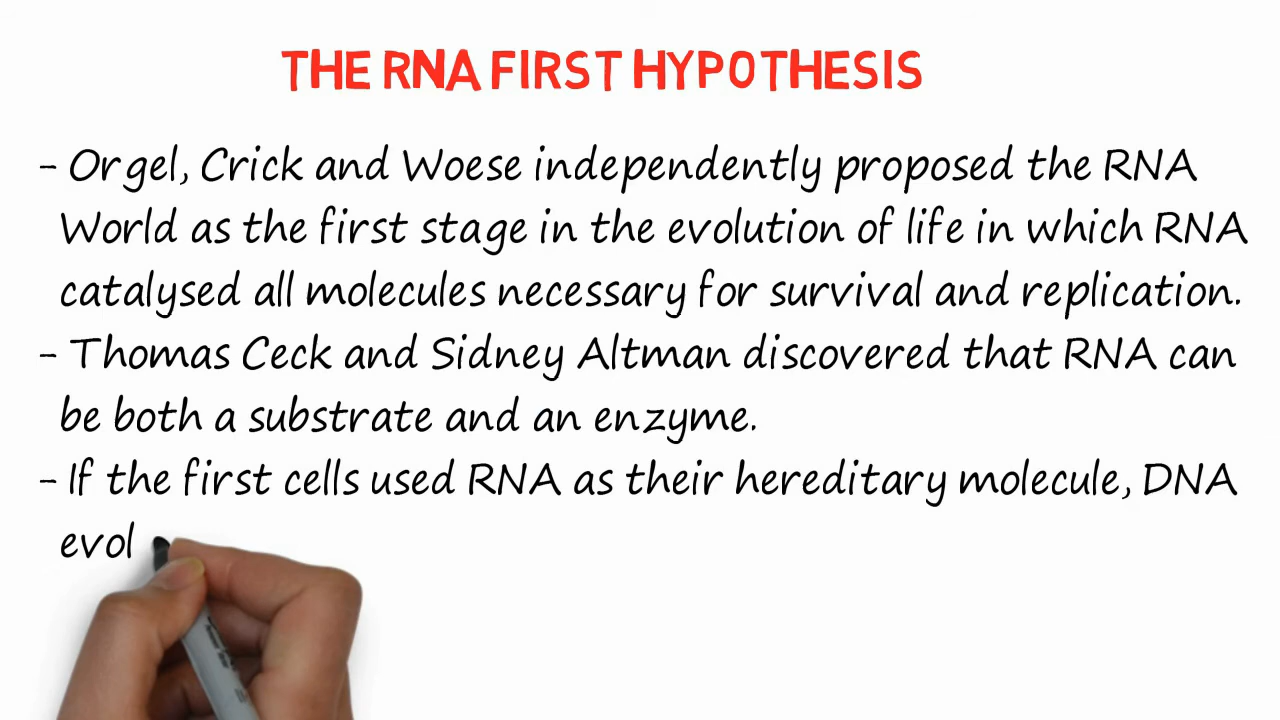 THE RNA FIRST HYPOTHESIS
- Orgel, Crick and Woese independently proposed the RNA
World as the first stage in the evolution of life in which RNA
catalysed all molecules necessary for survival and replication.
- Thomas Ceck and Sidney Altman discovered that RNA can
be both a substrate and an enzyme.
- If the first cells used RNA as their hereditary molecule, DNA
evol